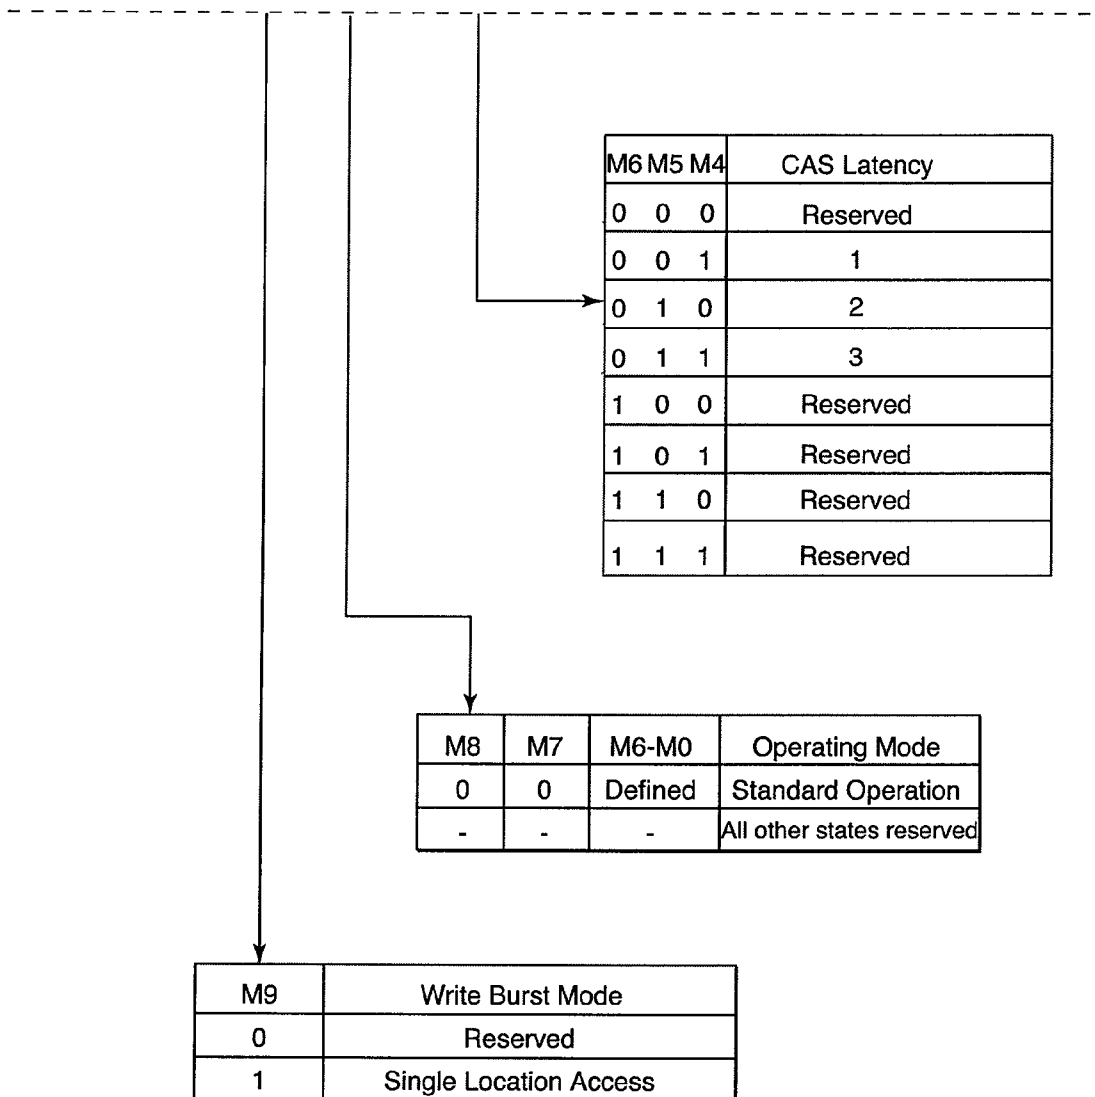 M6 M5 M4 CAS Latency
0 0 0 Reserved
0 0 1 1
0 1 0 2
0 1 1 3
1 0 0 Reserved
1 0 1 Reserved
1 1 0 Reserved
1 1 1 Reserved
M8 M7 M6-M0 Operating Mode
0 0 Defined Standard Operation
- - - All other states reserved
M9 Write Burst Mode
0 Reserved
1 Single Location Access